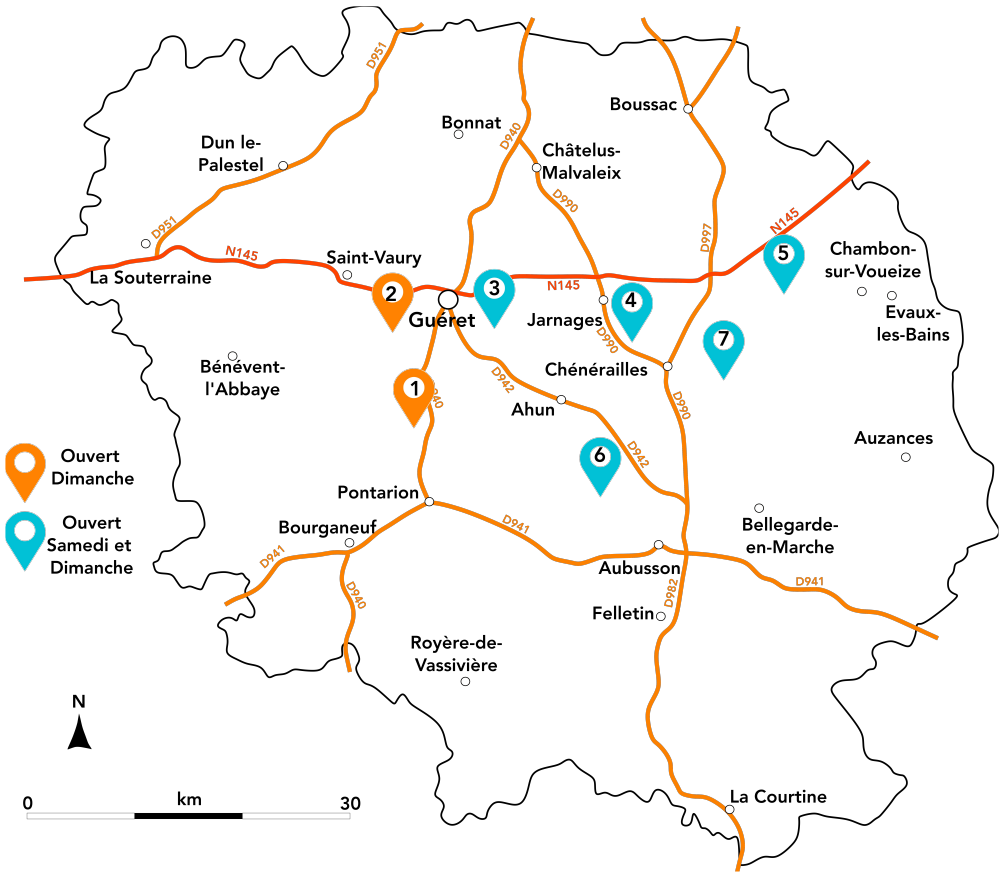 D951
Bonnat
D940
Boussac
Dun le-
Palestel
Châtelus-
Malvaleix
D990
D951
N145
N145
D997
Saint-Vaury
La Souterraine
Chambon-
sur-Voueize
5
2
3
4
N145
Evaux-
les-Bains
Guéret
Jarnages
D990
7
Bénévent-
l'Abbaye
Chénérailles
D942
1
D990
Ahun
Auzances
Ouvert
Dimanche
6
D942
Pontarion
Ouvert
Samedi et
Dimanche
Bourganeuf
D941
Bellegarde-
en-Marche
D941
Aubusson
D941
D940
D982
Felletin
Royère-de-
Vassivière
N
0
km
30
La Courtine